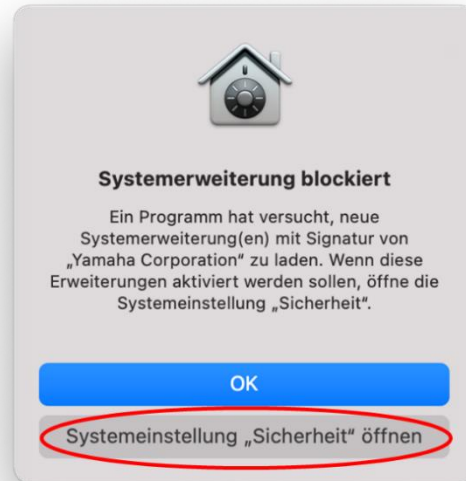 Systemerweiterung blockiert
Ein Programm hat versucht, neue
Systemerweiterung(en) mit Signatur von
„Yamaha Corporation“ zu laden. Wenn diese
Erweiterungen aktiviert werden sollen, öffne die
Systemeinstellung „Sicherheit“.
OK
Systemeinstellung „Sicherheit“ öffnen